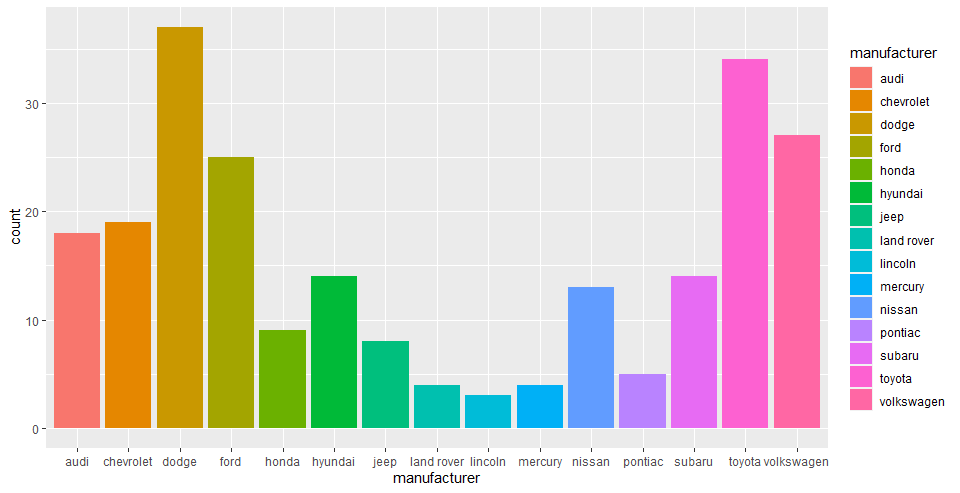 count
30
20
10
0
audi chevrolet dodge ford honda hyundai jeep land rover lincoln mercury nissan pontiac subaru toyota volkswagen
manufacturer
manufacturer
audi
chevrolet
dodge
ford
honda
hyundai
jeep
land rover
lincoln
mercury
nissan
pontiac
subaru
toyota
volkswagen